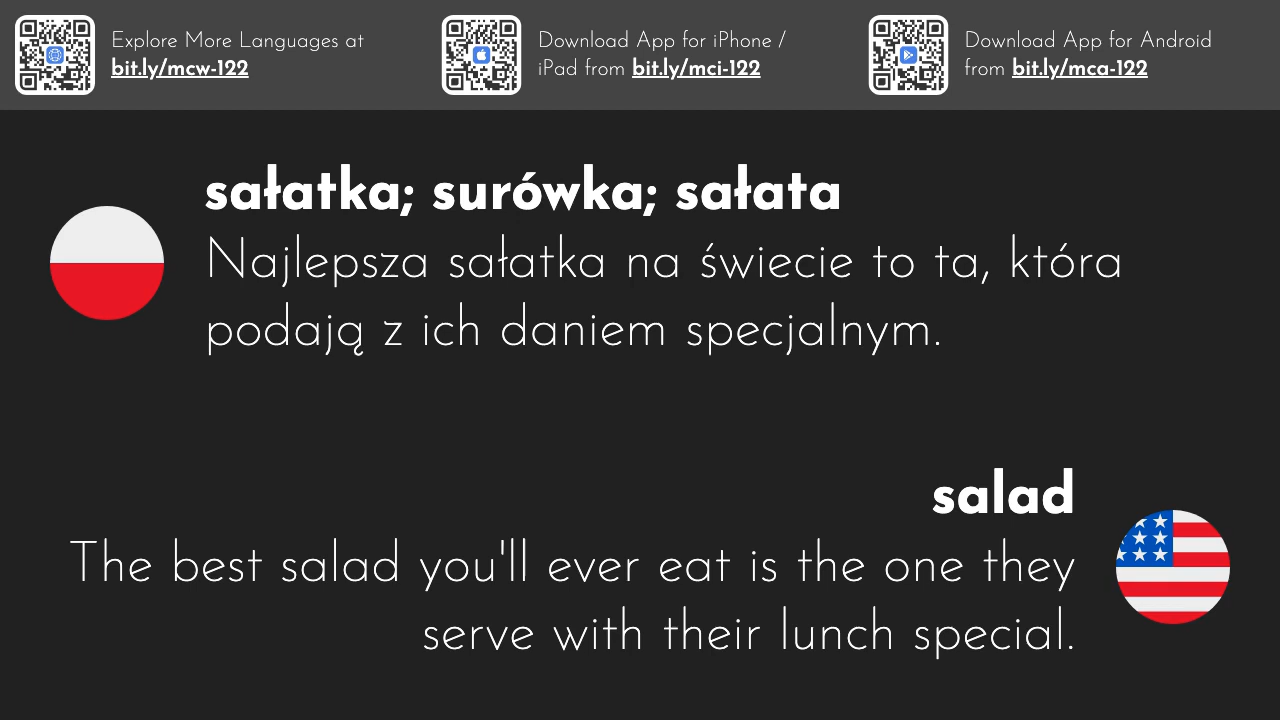 Explore More Languages at
bit.ly/mcw-122
Download App for iPhone /
iPad from bit.ly/mci-122
Download App for Android
from bit.ly/mca-122
sałatka; surówka; sałata
Najlepsza sałatka na świecie to ta, która
podają z ich daniem specjalnym.
salad
The best salad you'll ever eat is the one they
serve with their lunch special.